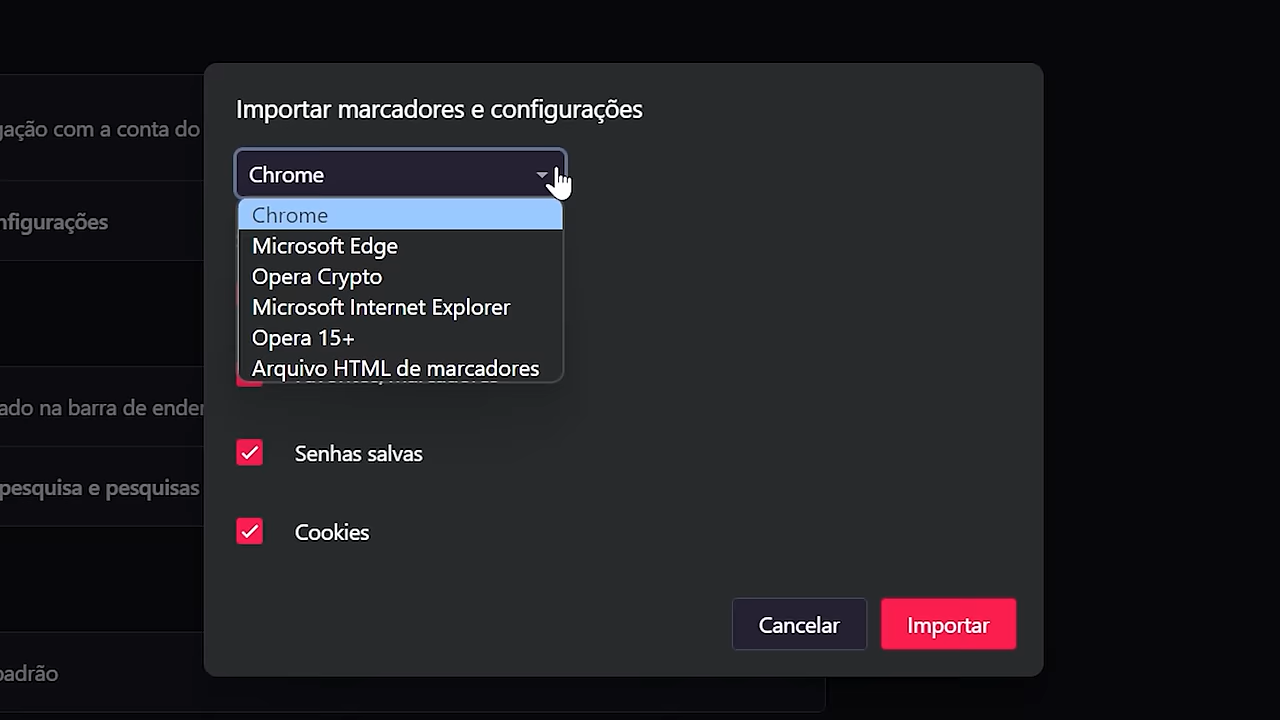 Importar marcadores e configurações
gação com a conta do
Chrome
Chrome
nfigurações
Microsoft Edge
Opera Crypto
Microsoft Internet Explorer
Opera 15+
Arquivo HTML de marcadores
ado na barra de ender
Senhas salvas
pesquisa e pesquisas
Cookies
Cancelar
Importar
padrão